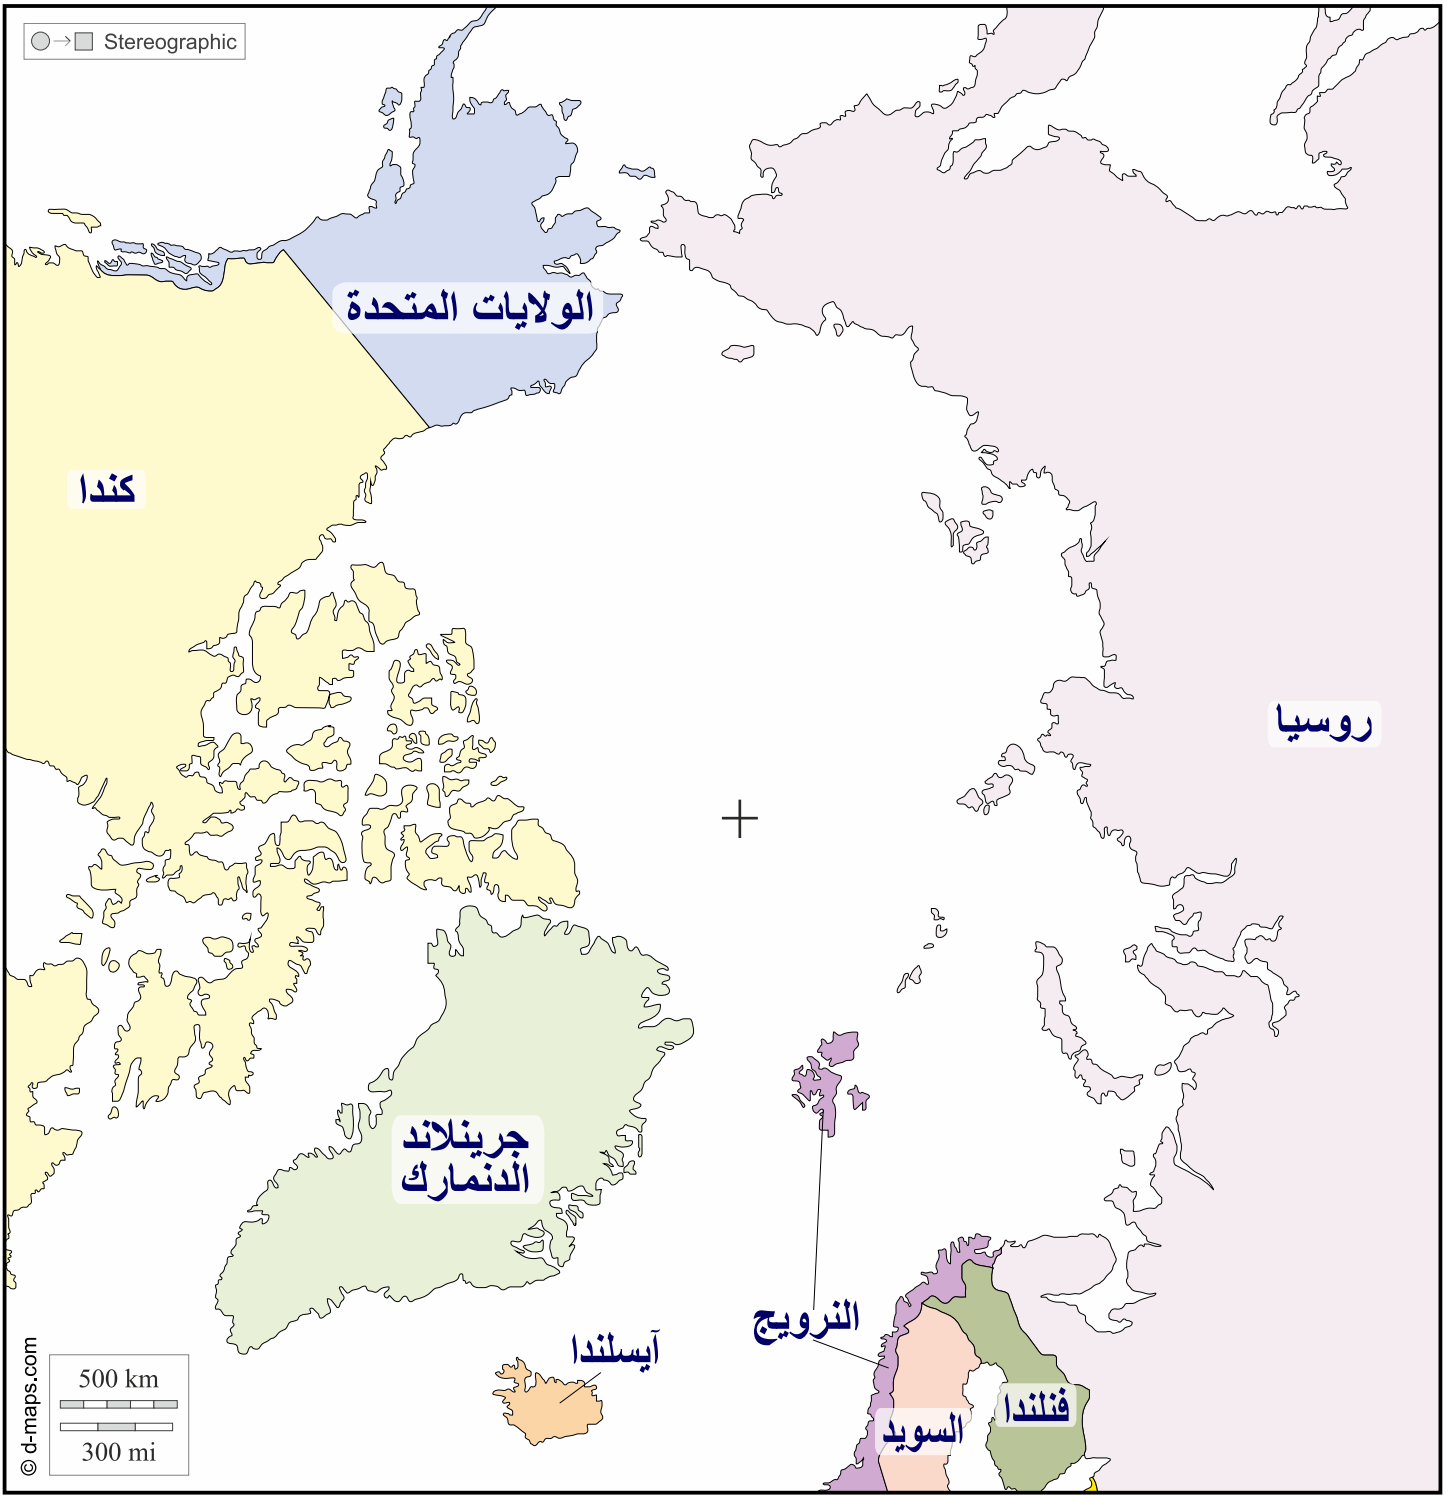 Stereographic
الولايات المتحدة
كندا
روسيا
جرينلاند
الدنمارك
النرويج
آيسلندا
فنلندا
السويد
500 km
300 mi
© d-maps.com